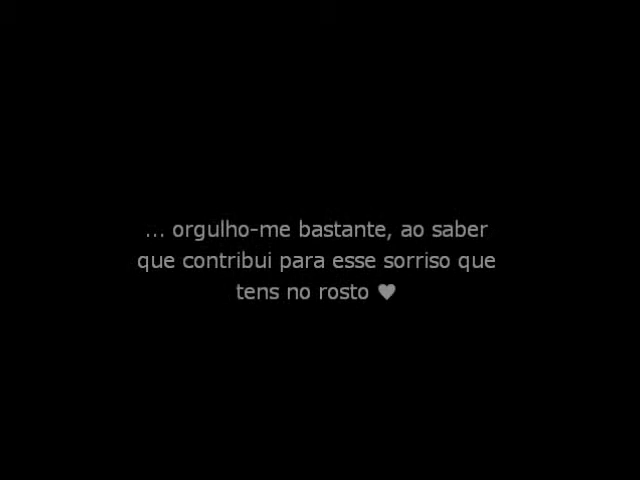 ... orgulho-me bastante, ao saber
que contribui para esse sorriso que
tens no rosto ♥